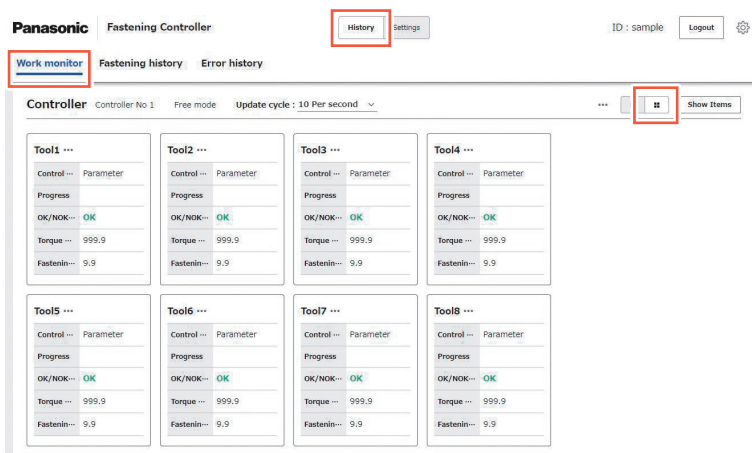 Panasonic Fastening Controller History Settings ID : sample Logout
Work monitor Fastening history Error history
Controller Controller No 1 Free mode Update cycle : 10 Per second ··· Show Items
Tool1 ··· Tool2 ··· Tool3 ··· Tool4 ···
Control ··· Parameter Control ··· Parameter Control ··· Parameter Control ··· Parameter
Progress Progress Progress Progress
OK/NOK··· OK OK/NOK··· OK OK/NOK··· OK OK/NOK··· OK
Torque ··· 999.9 Torque ··· 999.9 Torque ··· 999.9 Torque ··· 999.9
Fastenin··· 9.9 Fastenin··· 9.9 Fastenin··· 9.9 Fastenin··· 9.9
Tool5 ··· Tool6 ··· Tool7 ··· Tool8 ···
Control ··· Parameter Control ··· Parameter Control ··· Parameter Control ··· Parameter
Progress Progress Progress Progress
OK/NOK··· OK OK/NOK··· OK OK/NOK··· OK OK/NOK··· OK
Torque ··· 999.9 Torque ··· 999.9 Torque ··· 999.9 Torque ··· 999.9
Fastenin··· 9.9 Fastenin··· 9.9 Fastenin··· 9.9 Fastenin··· 9.9